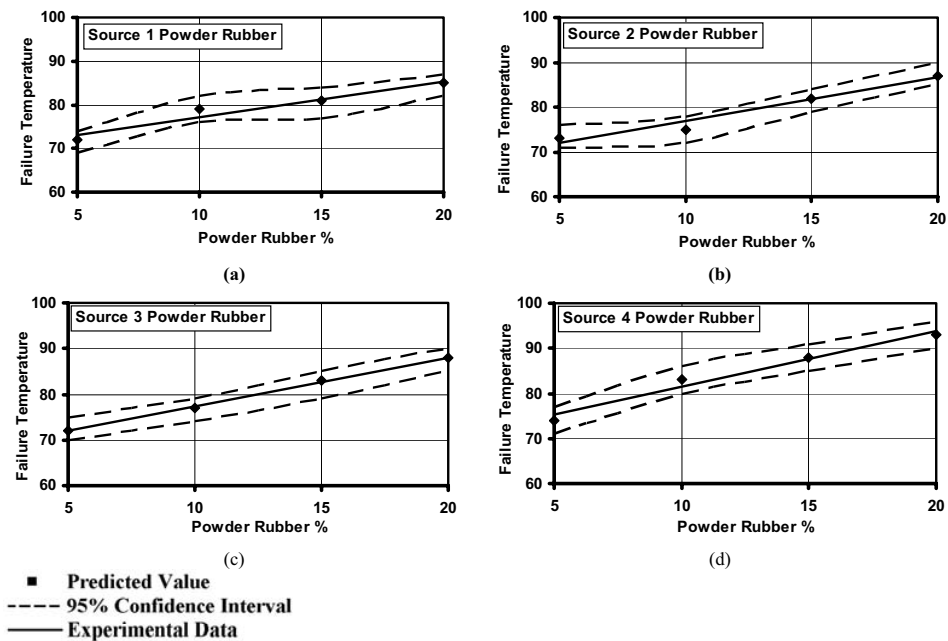 Source 1 Powder Rubber
100
90
80
70
60
Failure Temperature
5 10 15 20
Powder Rubber %
(a)
Source 2 Powder Rubber
100
90
80
70
60
Failure Temperature
5 10 15 20
Powder Rubber %
(b)
Source 3 Powder Rubber
100
90
80
70
60
Failure Temperature
5 10 15 20
Powder Rubber %
(c)
Source 4 Powder Rubber
100
90
80
70
60
Failure Temperature
5 10 15 20
Powder Rubber %
(d)
Predicted Value
95% Confidence Interval
Experimental Data